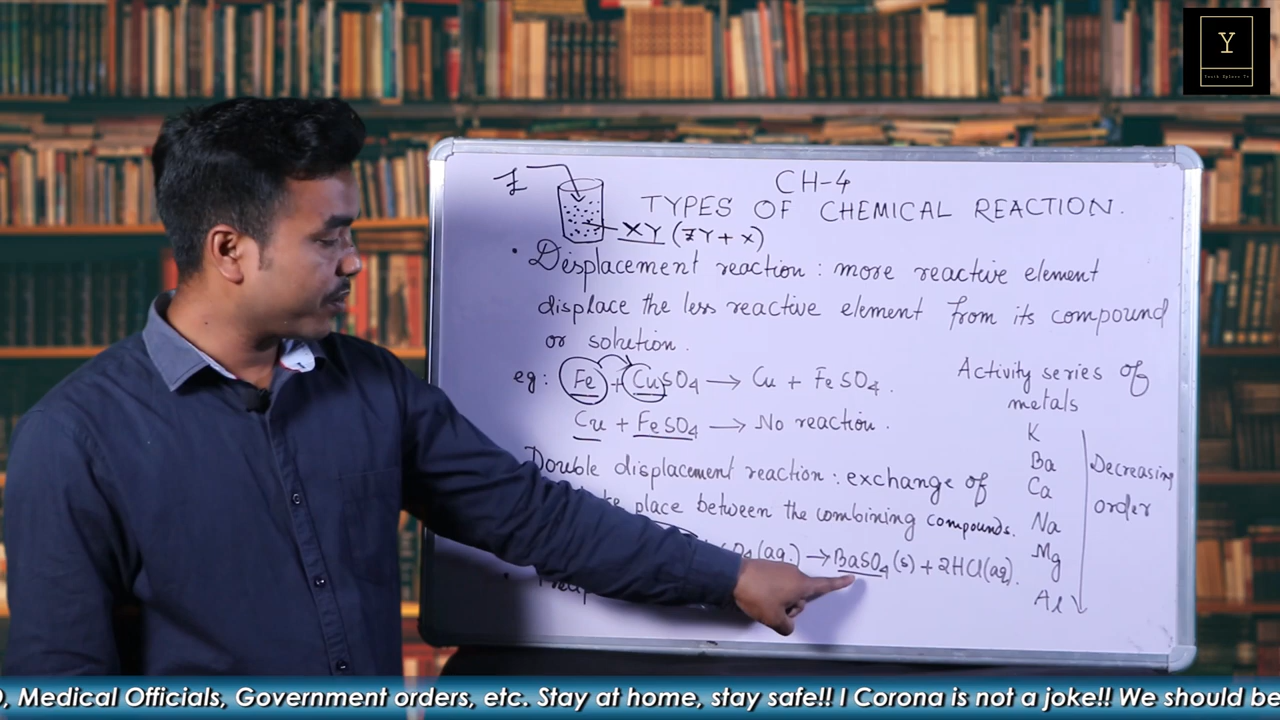 Y
CH-4
Z
TYPES OF CHEMICAL REACTION.
XY (ZY + X)
• Displacement reaction : more reactive element
displace the less reactive element from its compound
or solution.
eg: Fe + CuSO4 → Cu + FeSO4.
Cu + FeSO4 → No reaction.
Activity series of
metals
K
Ba
Ca
Na
Mg
Al
Decreasing
order
Double displacement reaction : exchange of
place between the combining compounds.
(aq.) → BaSO4 (s) + 2HCl(aq).
, Medical Officials, Government orders, etc. Stay at home, stay safe!! I Corona is not a joke!! We should be